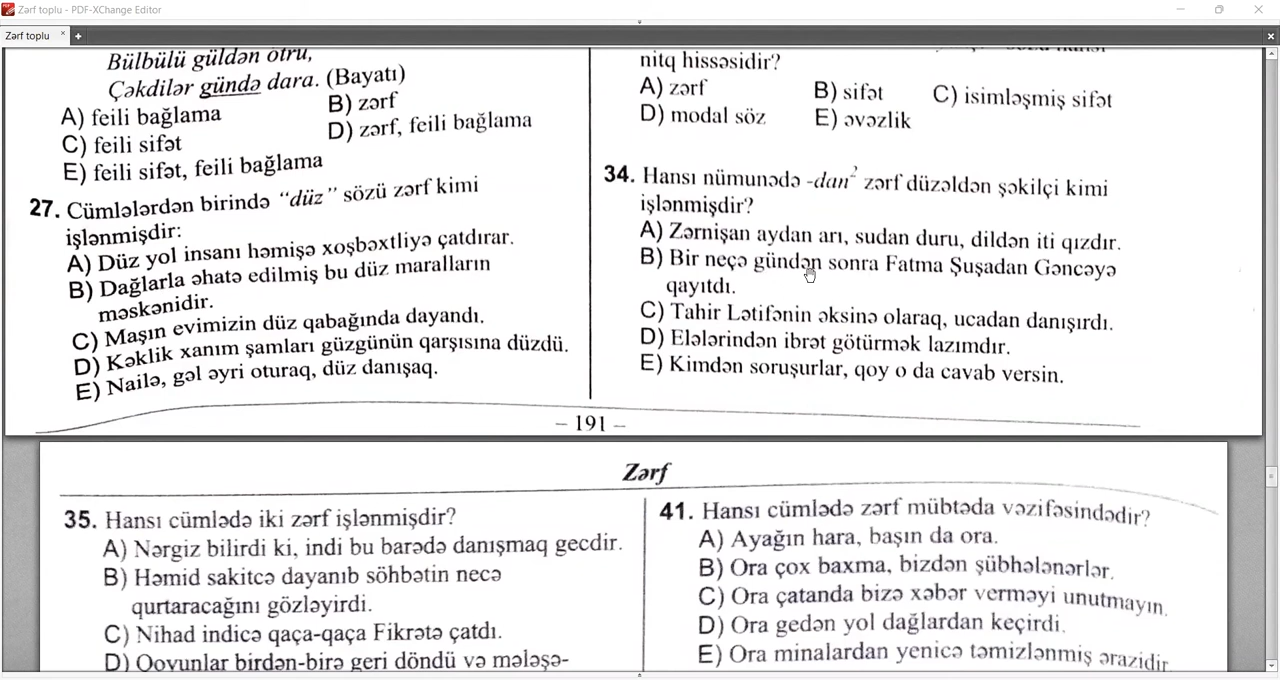 Zərf toplu - PDF-XChange Editor
Zərf toplu
Bülbülü güldən ötru,
Çəkdilər gündə dara. (Bayatı)
A) feili bağlama B) zərf
C) feili sifət D) zərf, feili bağlama
E) feili sifət, feili bağlama
27. Cümlələrdən birində “düz” sözü zərf kimi
işlənmişdir:
A) Düz yol insanı həmişə xoşbəxtliyə çatdırar.
B) Dağlarla əhatə edilmiş bu düz maralların
məskənidir.
C) Maşın evimizin düz qabağında dayandı.
D) Kəklik xanım şamları güzgünün qarşısına düzdü.
E) Nailə, gəl əyri oturaq, düz danışaq.
nitq hissəsidir?
A) zərf B) sifət C) isimləşmiş sifət
D) modal söz E) əvəzlik
34. Hansı nümunədə -dan² zərf düzəldən şəkilçi kimi
işlənmişdir?
A) Zərnişan aydan arı, sudan duru, dildən iti qızdır.
B) Bir neçə gündən sonra Fatma Şuşadan Gəncəyə
qayıtdı.
C) Tahir Lətifənin əksinə olaraq, ucadan danışırdı.
D) Elələrindən ibrət götürmək lazımdır.
E) Kimdən soruşurlar, qoy o da cavab versin.
– 191 –
Zərf
35. Hansı cümlədə iki zərf işlənmişdir?
A) Nərgiz bilirdi ki, indi bu barədə danışmaq gecdir.
B) Həmid sakitcə dayanıb söhbətin necə
qurtaracağını gözləyirdi.
C) Nihad indicə qaça-qaça Fikrətə çatdı.
D) Qoyunlar birdən-birə geri döndü və mələşə-
41. Hansı cümlədə zərf mübtəda vəzifəsindədir?
A) Ayağın hara, başın da ora.
B) Ora çox baxma, bizdən şübhələnərlər.
C) Ora çatanda bizə xəbər verməyi unutmayın.
D) Ora gedən yol dağlardan keçirdi.
E) Ora minalardan yenicə təmizlənmiş ərazidir